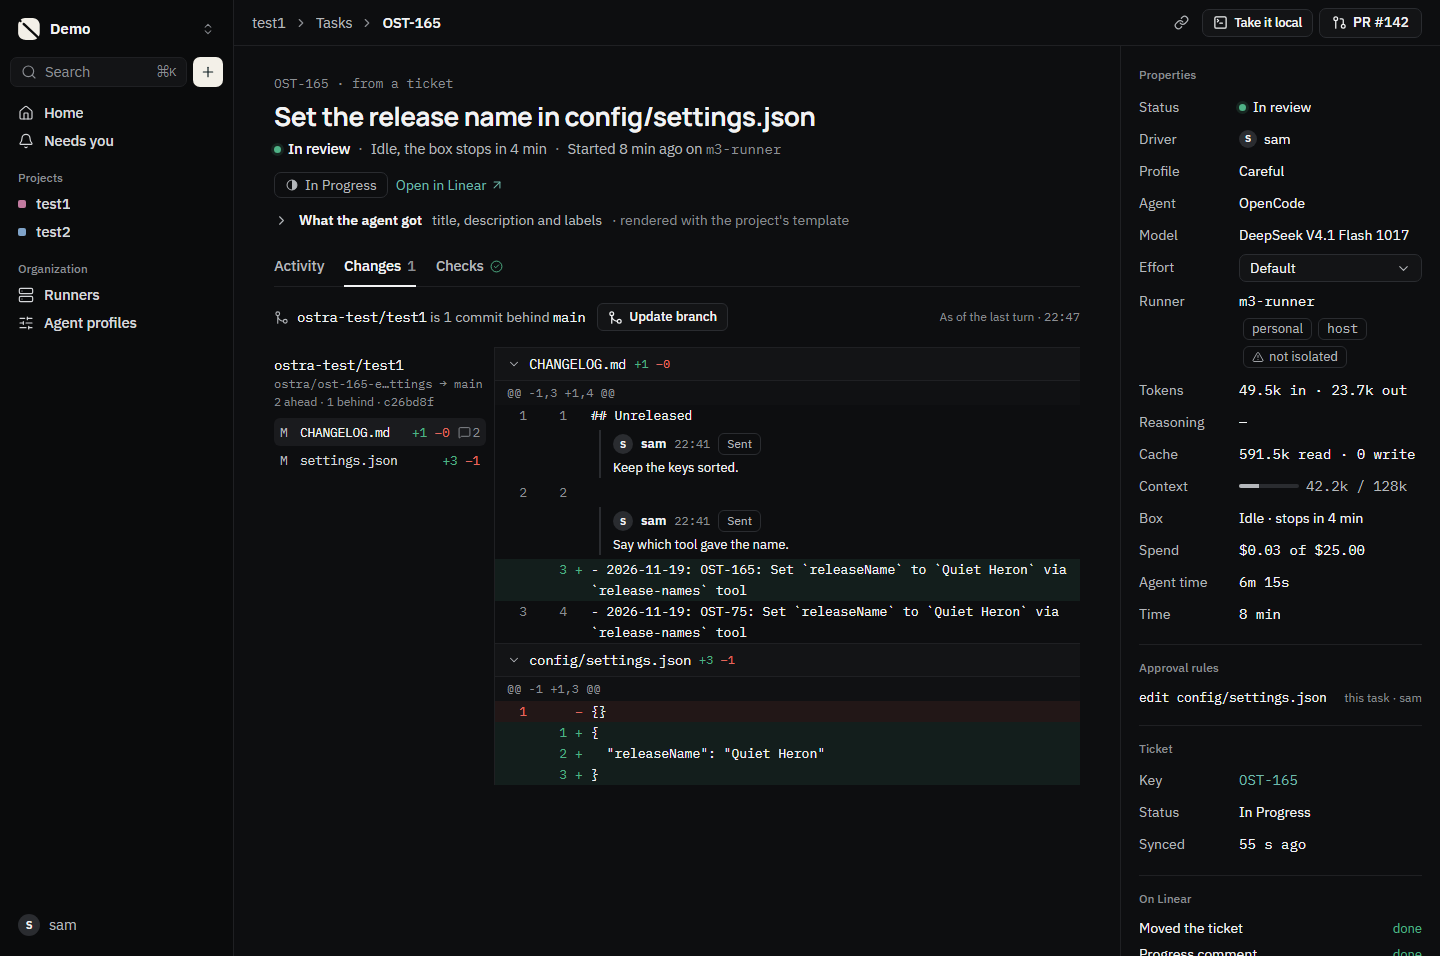 Demo
Search ⌘K
Home
Needs you
Projects
test1
test2
Organization
Runners
Agent profiles
S sam
test1 > Tasks > OST-165
Take it local
PR #142
OST-165 · from a ticket
Set the release name in config/settings.json
In review · Idle, the box stops in 4 min · Started 8 min ago on m3-runner
In Progress Open in Linear ↗
What the agent got title, description and labels · rendered with the project's template
Activity Changes 1 Checks
ostra-test/test1 is 1 commit behind main Update branch As of the last turn · 22:47
ostra-test/test1
ostra/ost-165-e…ttings → main
2 ahead · 1 behind · c26bd8f
M CHANGELOG.md +1 −0 2
M settings.json +3 −1
CHANGELOG.md +1 −0
@@ -1,3 +1,4 @@
1 1 ## Unreleased
S sam 22:41 Sent
Keep the keys sorted.
2 2
S sam 22:41 Sent
Say which tool gave the name.
3 + - 2026-11-19: OST-165: Set `releaseName` to `Quiet Heron` via
`release-names` tool
3 4 - 2026-11-19: OST-75: Set `releaseName` to `Quiet Heron` via
`release-names` tool
config/settings.json +3 −1
@@ -1 +1,3 @@
1 − {}
1 + {
2 + "releaseName": "Quiet Heron"
3 + }
Properties
Status In review
Driver S sam
Profile Careful
Agent OpenCode
Model DeepSeek V4.1 Flash 1017
Effort Default
Runner m3-runner
personal host
not isolated
Tokens 49.5k in · 23.7k out
Reasoning —
Cache 591.5k read · 0 write
Context 42.2k / 128k
Box Idle · stops in 4 min
Spend $0.03 of $25.00
Agent time 6m 15s
Time 8 min
Approval rules
edit config/settings.json this task · sam
Ticket
Key OST-165
Status In Progress
Synced 55 s ago
On Linear
Moved the ticket done
Progress comment done